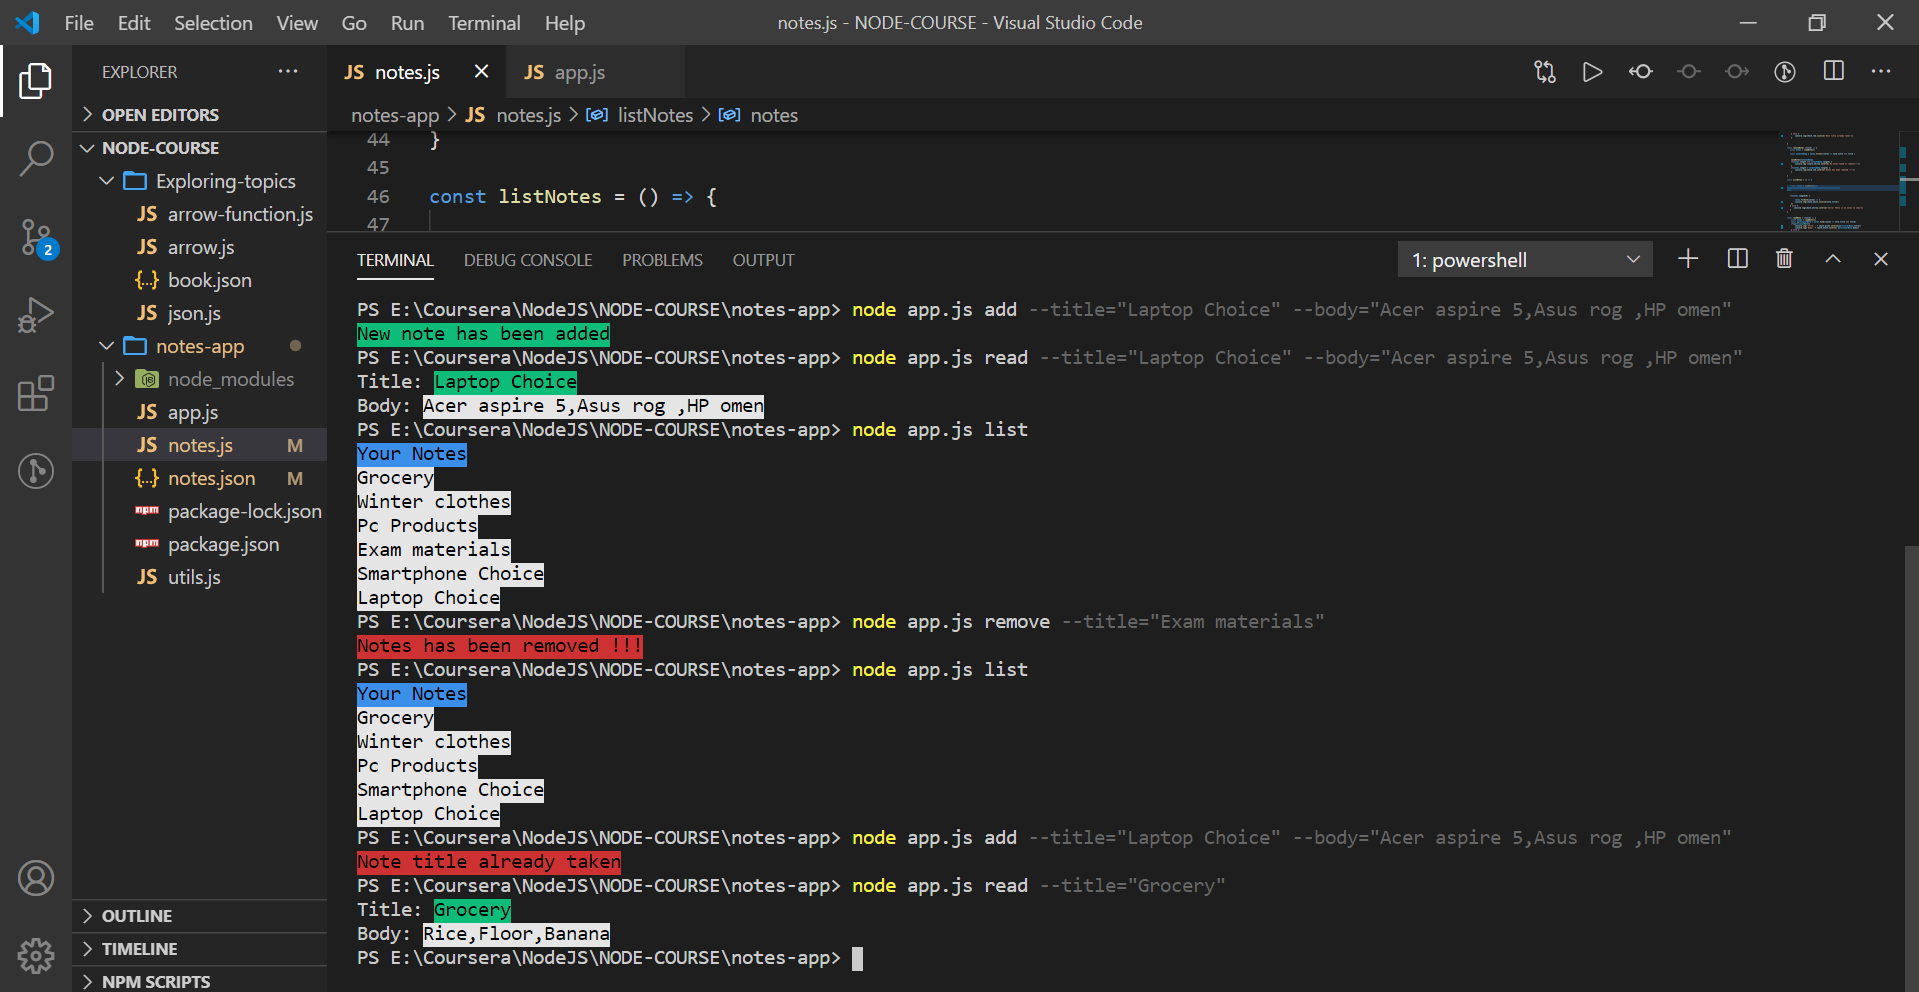 File Edit Selection View Go Run Terminal Help
notes.js - NODE-COURSE - Visual Studio Code
EXPLORER
OPEN EDITORS
NODE-COURSE
Exploring-topics
JS arrow-function.js
JS arrow.js
{..} book.json
JS json.js
notes-app
node_modules
JS app.js
JS notes.js M
{..} notes.json M
npm package-lock.json
npm package.json
JS utils.js
OUTLINE
TIMELINE
NPM SCRIPTS
2
JS notes.js
JS app.js
notes-app > JS notes.js > listNotes > notes
44 }
45
46 const listNotes = () => {
47
TERMINAL DEBUG CONSOLE PROBLEMS OUTPUT
1: powershell
PS E:\Coursera\NodeJS\NODE-COURSE\notes-app> node app.js add --title="Laptop Choice" --body="Acer aspire 5,Asus rog ,HP omen"
New note has been added
PS E:\Coursera\NodeJS\NODE-COURSE\notes-app> node app.js read --title="Laptop Choice" --body="Acer aspire 5,Asus rog ,HP omen"
Title: Laptop Choice
Body: Acer aspire 5,Asus rog ,HP omen
PS E:\Coursera\NodeJS\NODE-COURSE\notes-app> node app.js list
Your Notes
Grocery
Winter clothes
Pc Products
Exam materials
Smartphone Choice
Laptop Choice
PS E:\Coursera\NodeJS\NODE-COURSE\notes-app> node app.js remove --title="Exam materials"
Notes has been removed !!!
PS E:\Coursera\NodeJS\NODE-COURSE\notes-app> node app.js list
Your Notes
Grocery
Winter clothes
Pc Products
Smartphone Choice
Laptop Choice
PS E:\Coursera\NodeJS\NODE-COURSE\notes-app> node app.js add --title="Laptop Choice" --body="Acer aspire 5,Asus rog ,HP omen"
Note title already taken
PS E:\Coursera\NodeJS\NODE-COURSE\notes-app> node app.js read --title="Grocery"
Title: Grocery
Body: Rice,Floor,Banana
PS E:\Coursera\NodeJS\NODE-COURSE\notes-app>